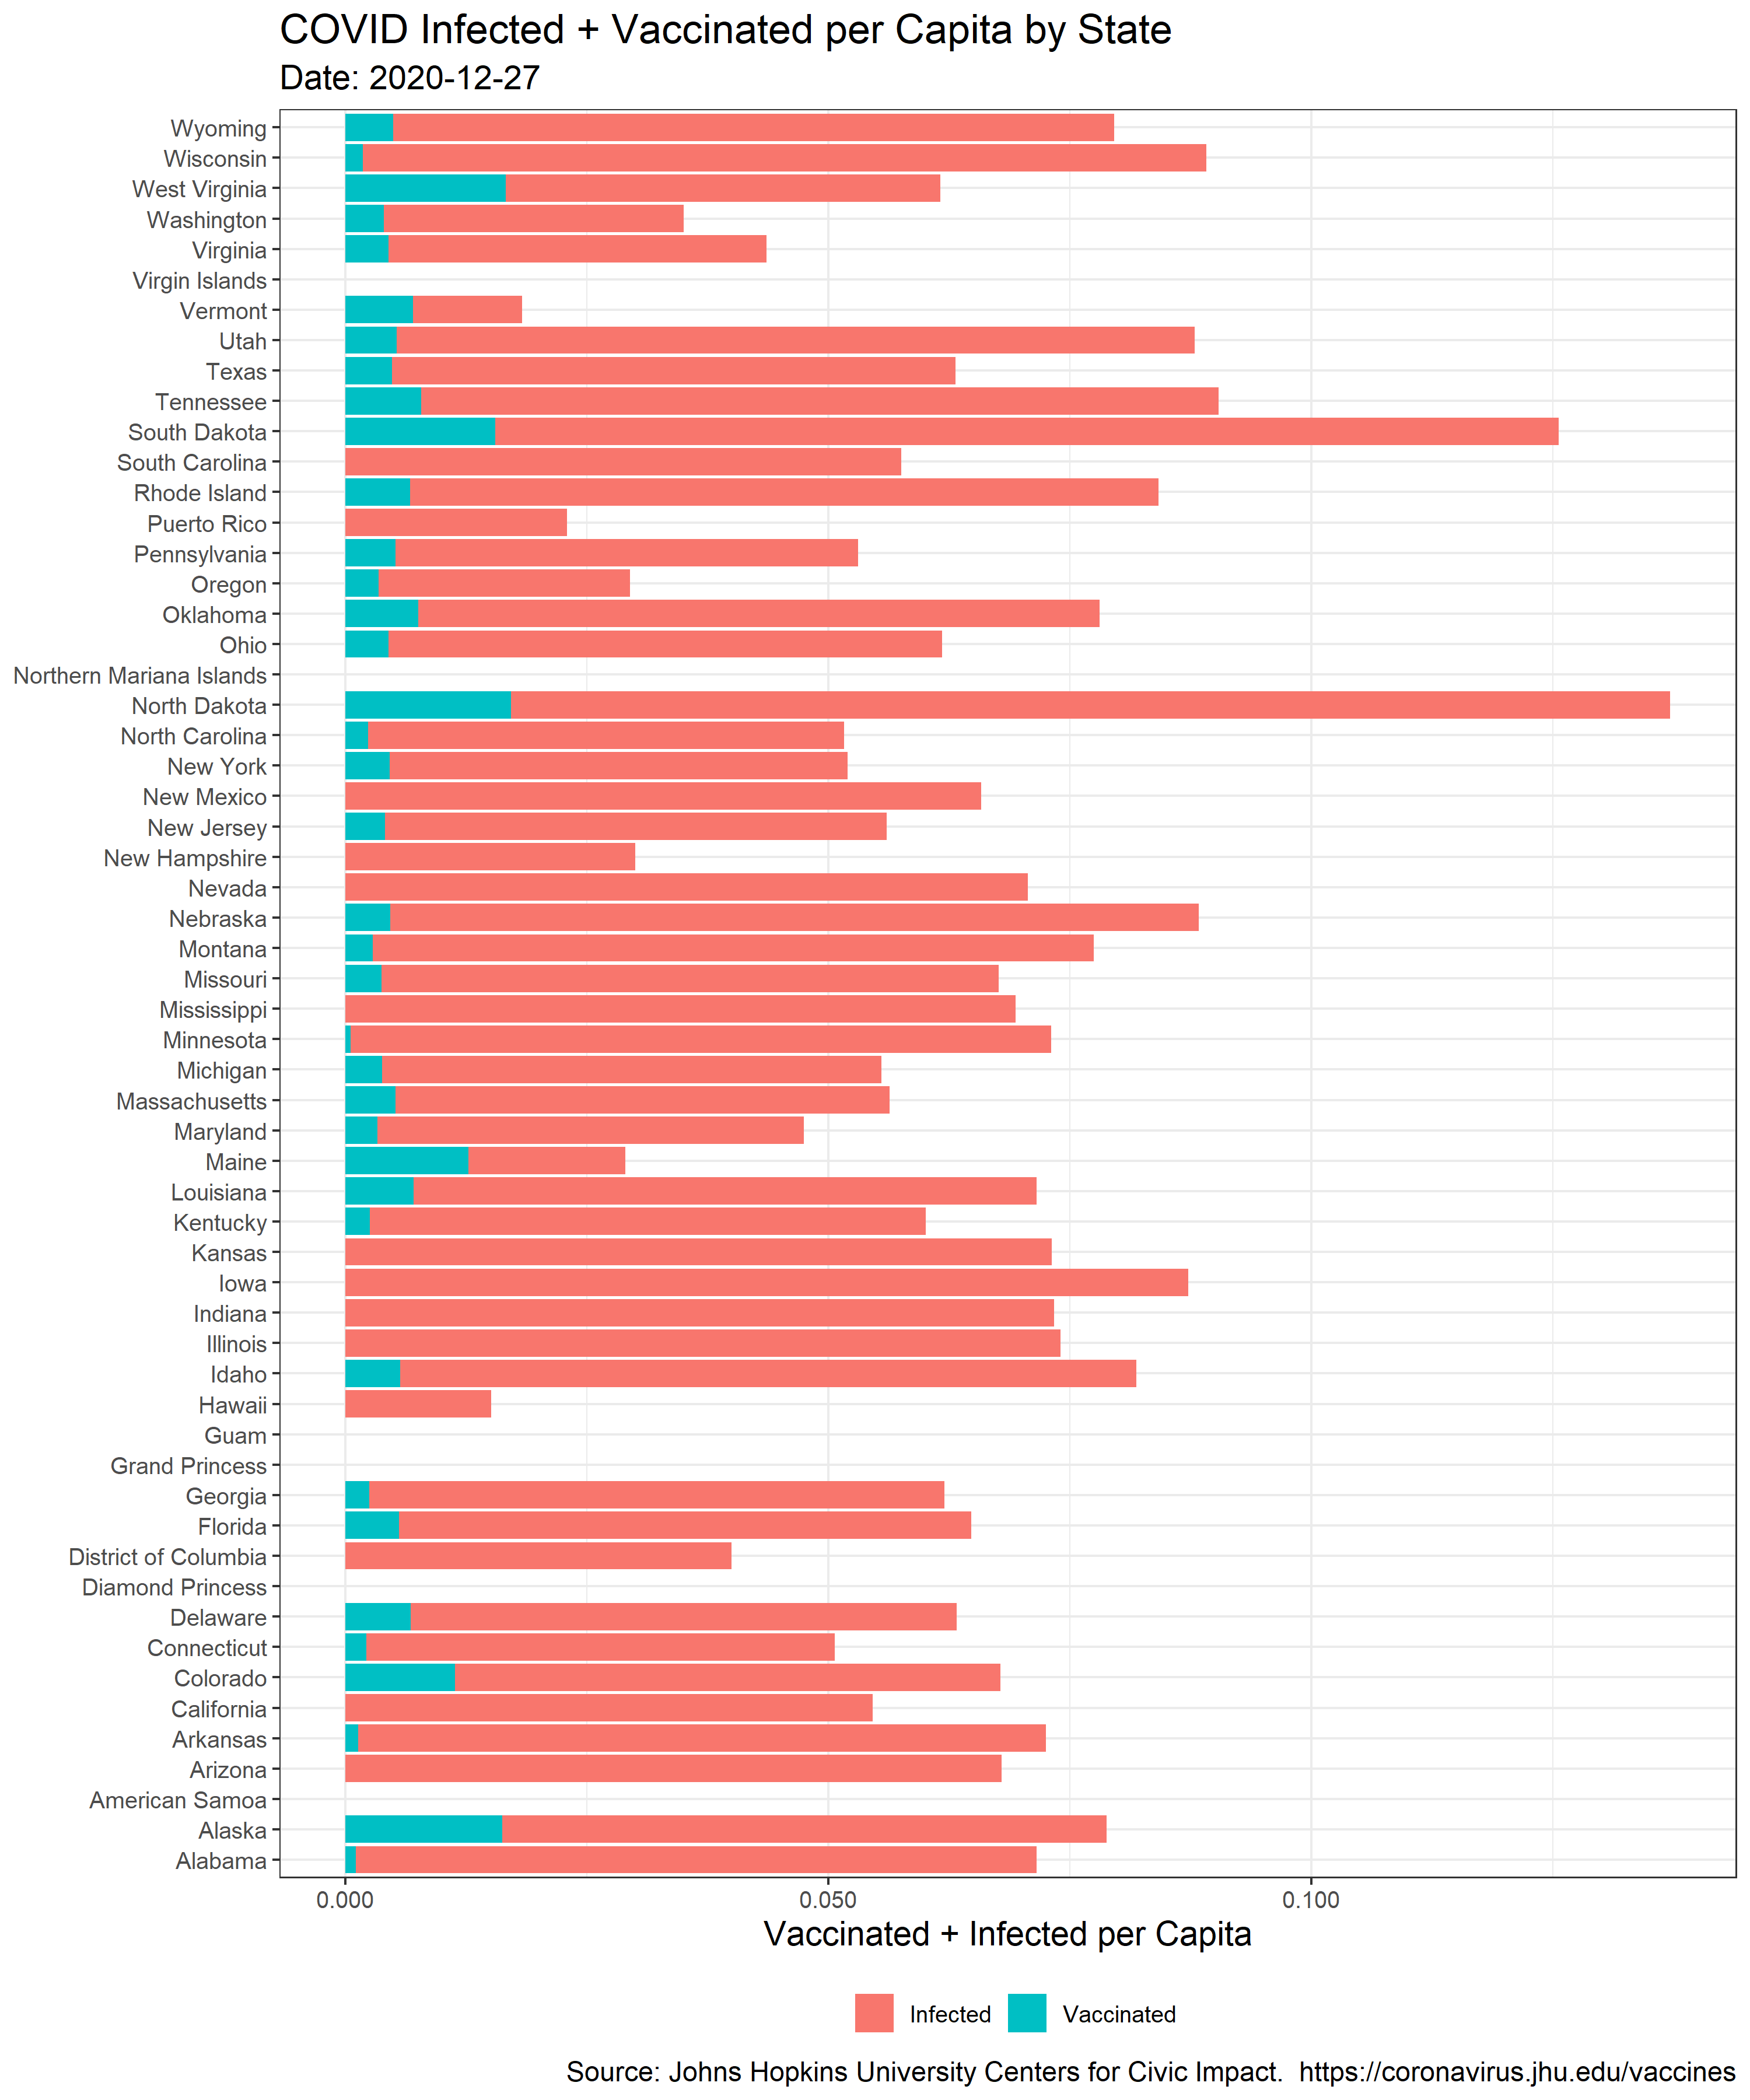 COVID Infected + Vaccinated per Capita by State
Date: 2020-12-27
Wyoming
Wisconsin
West Virginia
Washington
Virginia
Virgin Islands
Vermont
Utah
Texas
Tennessee
South Dakota
South Carolina
Rhode Island
Puerto Rico
Pennsylvania
Oregon
Oklahoma
Ohio
Northern Mariana Islands
North Dakota
North Carolina
New York
New Mexico
New Jersey
New Hampshire
Nevada
Nebraska
Montana
Missouri
Mississippi
Minnesota
Michigan
Massachusetts
Maryland
Maine
Louisiana
Kentucky
Kansas
Iowa
Indiana
Illinois
Idaho
Hawaii
Guam
Grand Princess
Georgia
Florida
District of Columbia
Diamond Princess
Delaware
Connecticut
Colorado
California
Arkansas
Arizona
American Samoa
Alaska
Alabama
0.000 0.050 0.100
Vaccinated + Infected per Capita
Infected Vaccinated
Source: Johns Hopkins University Centers for Civic Impact.  https://coronavirus.jhu.edu/vaccines